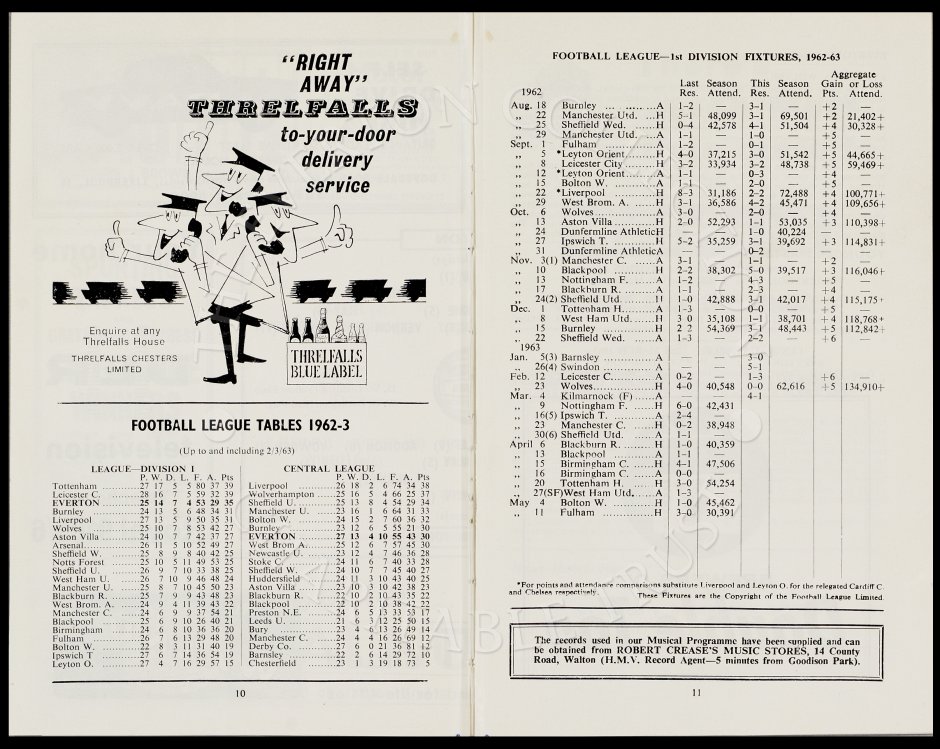 "RIGHT
AWAY"
THRELFALLS
to-your-door
delivery
service
Enquire at any
Threlfalls House
THRELFALLS CHESTERS
LIMITED
THRELFALLS
BLUE LABEL
FOOTBALL LEAGUE TABLES 1962-3
(Up to and including 2/3/63)
LEAGUE—DIVISION I
P. W. D. L. F. A. Pts
Tottenham 27 17 5 5 80 37 39
Leicester C. 28 16 7 5 59 32 39
EVERTON 25 14 7 4 53 29 35
Burnley 24 13 5 6 48 34 31
Liverpool 27 13 5 9 50 35 31
Wolves 25 10 7 8 53 42 27
Aston Villa 24 10 7 7 42 37 27
Arsenal 26 11 5 10 52 49 27
Sheffield W. 25 8 9 8 40 42 25
Notts Forest 25 10 5 11 49 53 25
Sheffield U. 26 9 7 10 33 38 25
West Ham U. 26 7 10 9 46 48 24
Manchester U. 25 8 7 10 45 50 23
Blackburn R. 25 7 9 9 43 48 23
West Brom. A. 24 9 4 11 39 43 22
Manchester C. 24 6 9 9 37 54 21
Blackpool 25 6 9 10 26 40 21
Birmingham 24 6 8 10 36 36 20
Fulham 26 7 6 13 29 48 20
Bolton W. 22 8 3 11 31 40 19
Ipswich T 27 6 7 14 36 54 19
Leyton O. 27 4 7 16 29 57 15
CENTRAL LEAGUE
P. W. D. L. F. A. Pts
Liverpool 26 18 2 6 74 34 38
Wolverhampton 25 16 5 4 66 25 37
Sheffield U. 25 13 8 4 54 29 34
Manchester U. 23 16 1 6 64 31 33
Bolton W. 24 15 2 7 60 36 32
Burnley 23 12 6 5 55 21 30
EVERTON 27 13 4 10 55 43 30
West Brom A. 25 12 6 7 57 45 30
Newcastle U. 23 12 4 7 46 36 28
Stoke C. 24 11 6 7 40 33 28
Sheffield W. 24 10 7 7 45 40 27
Huddersfield 24 11 3 10 43 40 25
Aston Villa 23 10 3 10 42 38 23
Blackburn R. 22 10 2 10 43 35 22
Blackpool 22 10 2 10 38 42 22
Preston N.E. 24 6 5 13 33 53 17
Leeds U. 21 6 3 12 25 50 15
Bury 23 4 6 13 26 49 14
Manchester C. 24 4 4 16 26 69 12
Derby Co. 27 6 0 21 36 81 12
Barnsley 22 2 6 14 29 72 10
Chesterfield 23 1 3 19 18 73 5
10
FOOTBALL LEAGUE—1st DIVISION FIXTURES, 1962-63
Aggregate
Last Season This Season Gain or Loss
1962 Res. Attend. Res. Attend. Pts. Attend.
Aug. 18 Burnley A 1–2 — 3–1 — +2 —
„ 22 Manchester Utd. H 5–1 48,099 3–1 69,501 +2 21,402+
„ 25 Sheffield Wed. H 0–4 42,578 4–1 51,504 +4 30,328+
„ 29 Manchester Utd. A 1–1 — 1–0 — +5 —
Sept. 1 Fulham A 1–2 — 0–1 — +5 —
„ 5 *Leyton Orient H 4–0 37,215 3–0 51,542 +5 44,665+
„ 8 Leicester City H 3–2 33,934 3–2 48,738 +5 59,469+
„ 12 *Leyton Orient A 1–1 — 0–3 — +4 —
„ 15 Bolton W. A 1–1 — 2–0 — +5 —
„ 22 *Liverpool H 8–3 31,186 2–2 72,488 +4 100,771+
„ 29 West Brom. A. H 3–1 36,586 4–2 45,471 +4 109,656+
Oct. 6 Wolves A 3–0 — 2–0 — +4 —
„ 13 Aston Villa H 2–0 52,293 1–1 53,035 +3 110,398+
„ 24 Dunfermline Athletic H — 1–0 40,224 —
„ 27 Ipswich T. H 5–2 35,259 3–1 39,692 +3 114,831+
„ 31 Dunfermline Athletic A 0–2 —
Nov. 3(1) Manchester C. A 3–1 — 1–1 — +2 —
„ 10 Blackpool H 2–2 38,302 5–0 39,517 +3 116,046+
„ 13 Nottingham F. A 1–2 — 4–3 — +5 —
„ 17 Blackburn R. A 1–1 — 2–3 — +4 —
„ 24(2) Sheffield Utd. H 1–0 42,888 3–1 42,017 +4 115,175+
Dec. 1 Tottenham H. A 1–3 — 0–0 — +5 —
„ 8 West Ham Utd H 3 0 35,108 1–1 38,701 +4 118,768+
„ 15 Burnley H 2 2 54,369 3–1 48,443 +5 112,842+
„ 22 Sheffield Wed. A 1–3 — 2–2 — +6 —
1963
Jan. 5(3) Barnsley A — — 3–0
„ 26(4) Swindon A — — 5–1
Feb. 12 Leicester C. A 0–2 — 1–3 — +6 —
„ 23 Wolves H 4–0 40,548 0–0 62,616 +5 134,910+
Mar. 4 Kilmarnock (F) A — — 4–1
„ 9 Nottingham F. H 6–0 42,431
„ 16(5) Ipswich T. A 2–4 —
„ 23 Manchester C. H 0–2 38,948
„ 30(6) Sheffield Utd. A 1–1 —
April 6 Blackburn R. H 1–0 40,359
„ 13 Blackpool A 1–1 —
„ 15 Birmingham C. H 4–1 47,506
„ 16 Birmingham C. A 0–0 —
„ 20 Tottenham H. H 3–0 54,254
„ 27(SF) West Ham Utd. A 1–3 —
May 4 Bolton W. H 1–0 45,462
„ 11 Fulham H 3–0 30,391
*For points and attendance comparisons substitute Liverpool and Leyton O. for the relegated Cardiff C.
and Chelsea respectively. These Fixtures are the Copyright of the Football League Limited.
The records used in our Musical Programme have been supplied and can
be obtained from ROBERT CREASE'S MUSIC STORES, 14 County
Road, Walton (H.M.V. Record Agent—5 minutes from Goodison Park).
11